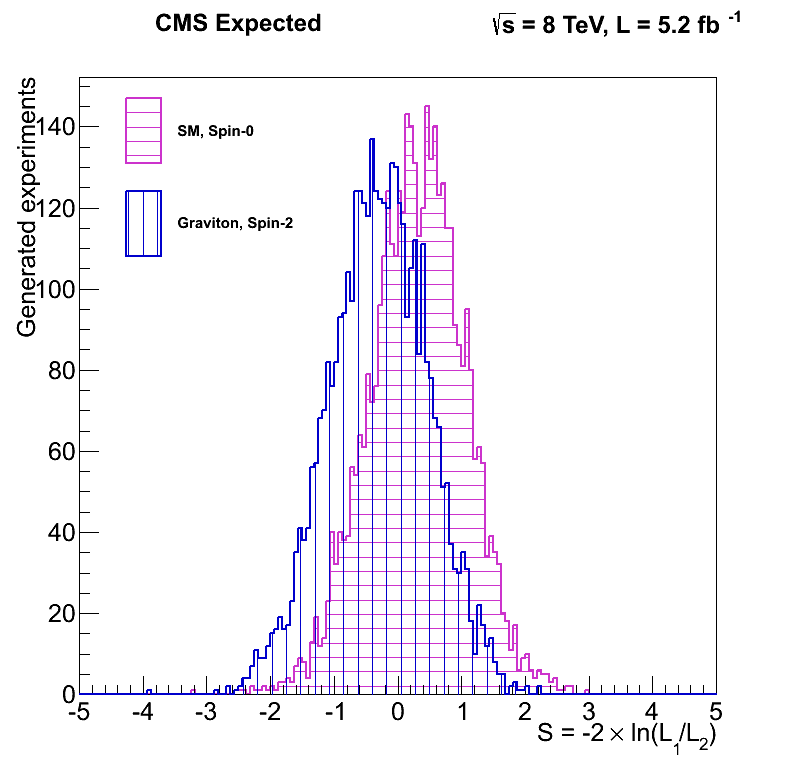 CMS Expected
√s = 8 TeV, L = 5.2 fb -1
Generated experiments
SM, Spin-0
Graviton, Spin-2
140
120
100
80
60
40
20
0
-5 -4 -3 -2 -1 0 1 2 3 4 5
S = -2 × ln(L1/L2)